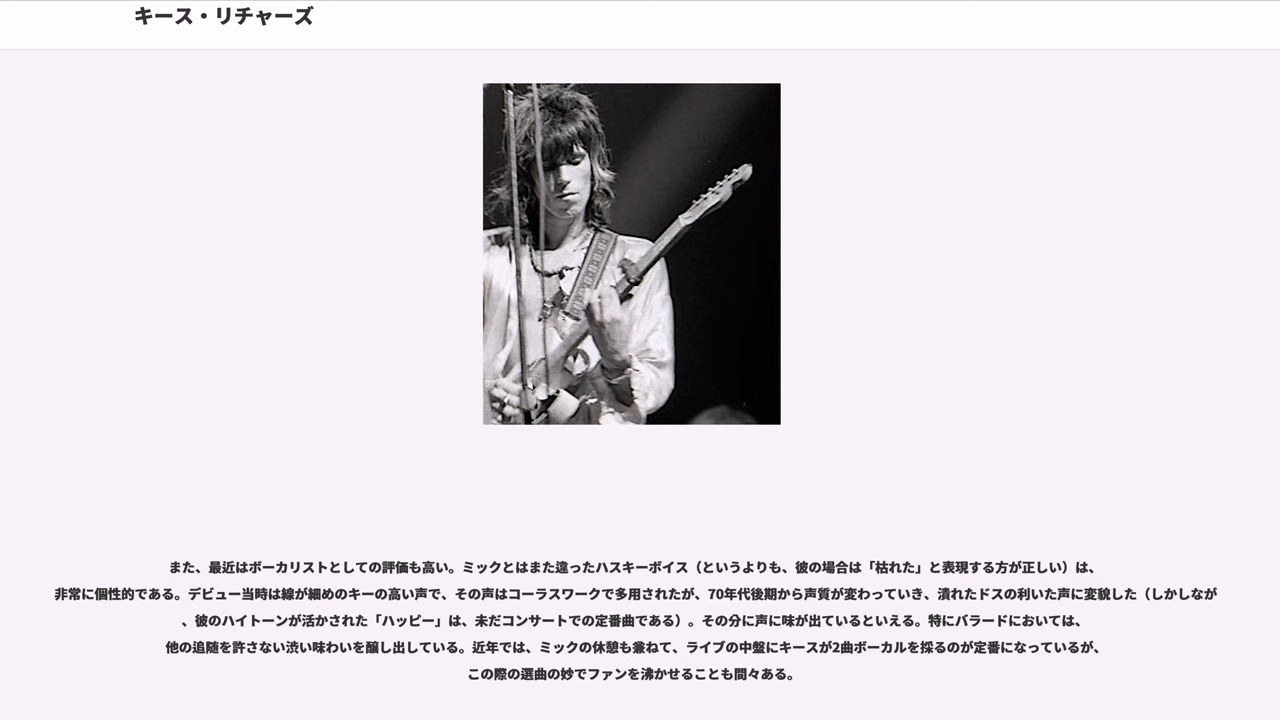 キース・リチャーズ
また、最近はボーカリストとしての評価も高い。ミックとはまた違ったハスキーボイス（というよりも、彼の場合は「枯れた」と表現する方が正しい）は、
非常に個性的である。デビュー当時は線が細めのキーの高い声で、その声はコーラスワークで多用されたが、70年代後期から声質が変わっていき、潰れたドスの利いた声に変貌した（しかしなが
、彼のハイトーンが活かされた「ハッピー」は、未だコンサートでの定番曲である）。その分に声に味が出ているといえる。特にバラードにおいては、
他の追随を許さない渋い味わいを醸し出している。近年では、ミックの休憩も兼ねて、ライブの中盤にキースが2曲ボーカルを採るのが定番になっているが、
この際の選曲の妙でファンを沸かせることも間々ある。